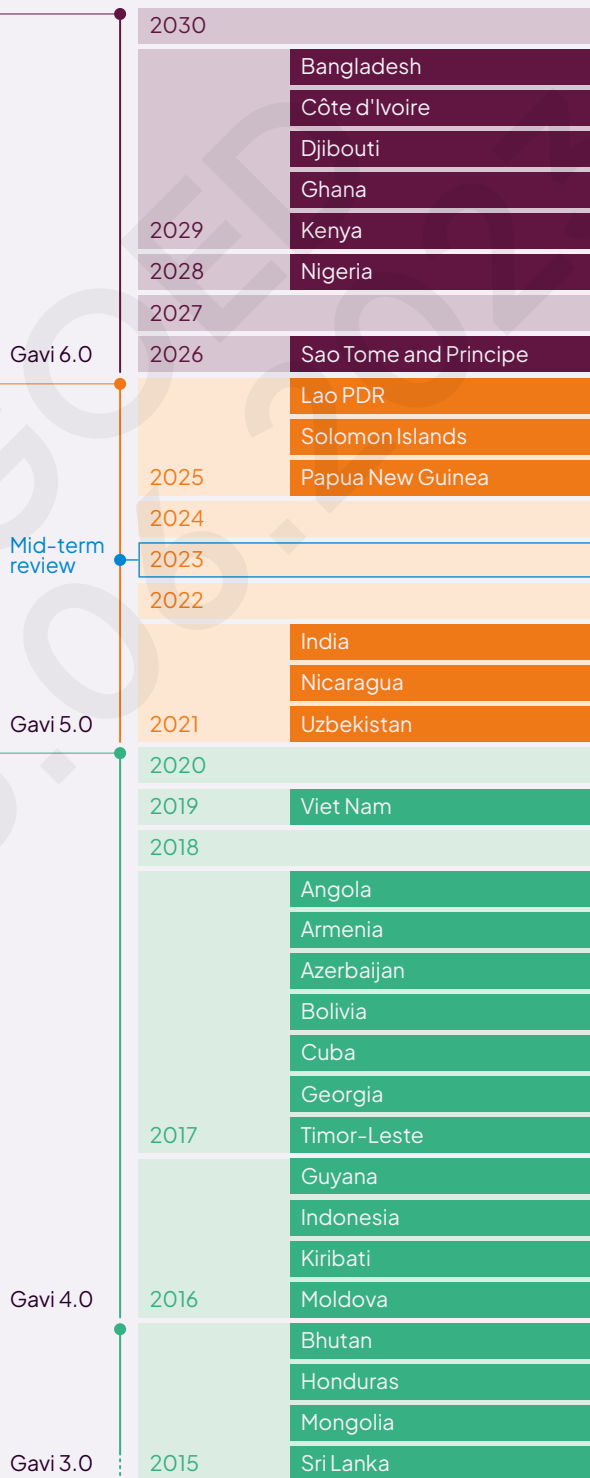 2030
Bangladesh
Côte d'Ivoire
Djibouti
Ghana
2029 Kenya
2028 Nigeria
2027
Gavi 6.0 2026 Sao Tome and Principe
Lao PDR
Solomon Islands
2025 Papua New Guinea
2024
Mid-term
review
2023
2022
India
Nicaragua
Gavi 5.0 2021 Uzbekistan
2020
2019 Viet Nam
2018
Angola
Armenia
Azerbaijan
Bolivia
Cuba
Georgia
2017 Timor-Leste
Guyana
Indonesia
Kiribati
Gavi 4.0 2016 Moldova
Bhutan
Honduras
Mongolia
Gavi 3.0 2015 Sri Lanka